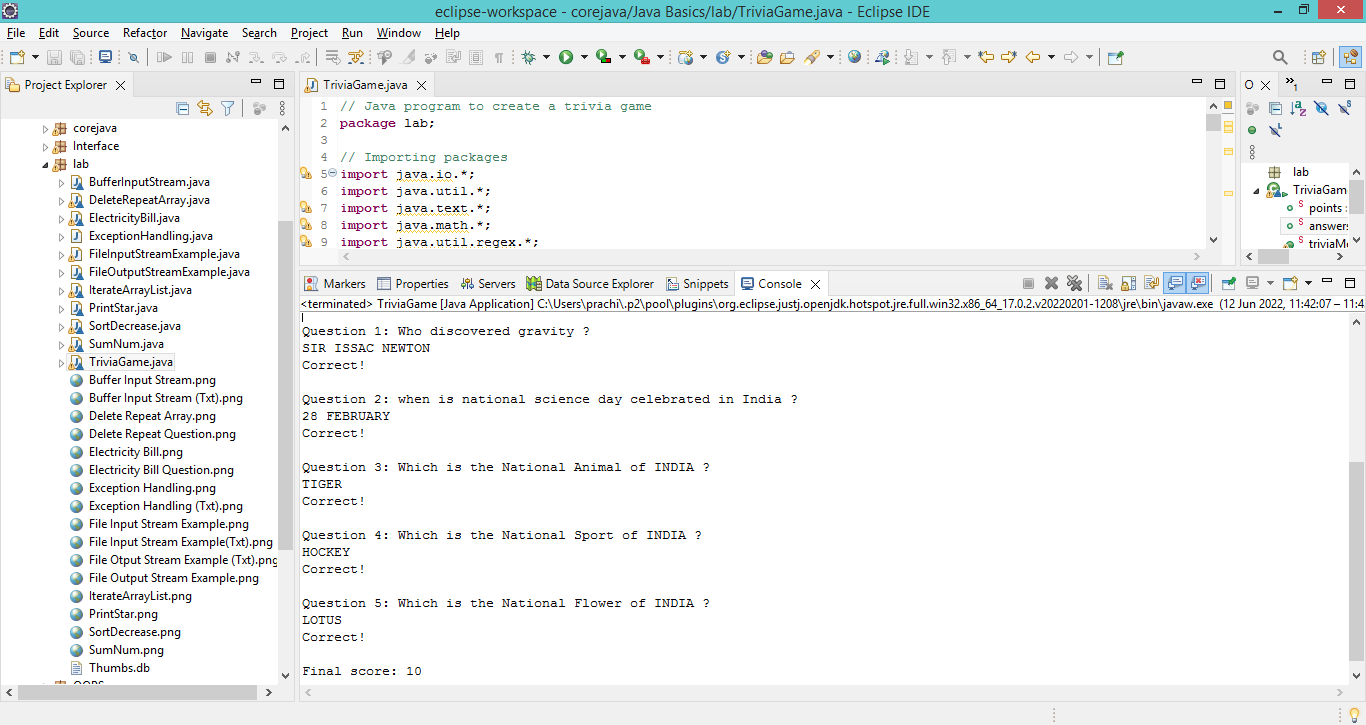 eclipse-workspace - corejava/Java Basics/lab/TriviaGame.java - Eclipse IDE
File Edit Source Refactor Navigate Search Project Run Window Help
Project Explorer
corejava
Interface
lab
BufferInputStream.java
DeleteRepeatArray.java
ElectricityBill.java
ExceptionHandling.java
FileInputStreamExample.java
FileOutputStreamExample.java
IterateArrayList.java
PrintStar.java
SortDecrease.java
SumNum.java
TriviaGame.java
Buffer Input Stream.png
Buffer Input Stream (Txt).png
Delete Repeat Array.png
Delete Repeat Question.png
Electricity Bill.png
Electricity Bill Question.png
Exception Handling.png
Exception Handling (Txt).png
File Input Stream Example.png
File Input Stream Example(Txt).png
File Otput Stream Example (Txt).png
File Output Stream Example.png
IterateArrayList.png
PrintStar.png
SortDecrease.png
SumNum.png
Thumbs.db
TriviaGame.java
1 // Java program to create a trivia game
2 package lab;
3
4 // Importing packages
5 import java.io.*;
6 import java.util.*;
7 import java.text.*;
8 import java.math.*;
9 import java.util.regex.*;
O
lab
TriviaGam
points :
answers
triviaM
Markers Properties Servers Data Source Explorer Snippets Console
<terminated> TriviaGame [Java Application] C:\Users\prachi\.p2\pool\plugins\org.eclipse.justj.openjdk.hotspot.jre.full.win32.x86_64_17.0.2.v20220201-1208\jre\bin\javaw.exe (12 Jun 2022, 11:42:07 – 11:4
Question 1: Who discovered gravity ?
SIR ISSAC NEWTON
Correct!
Question 2: when is national science day celebrated in India ?
28 FEBRUARY
Correct!
Question 3: Which is the National Animal of INDIA ?
TIGER
Correct!
Question 4: Which is the National Sport of INDIA ?
HOCKEY
Correct!
Question 5: Which is the National Flower of INDIA ?
LOTUS
Correct!
Final score: 10